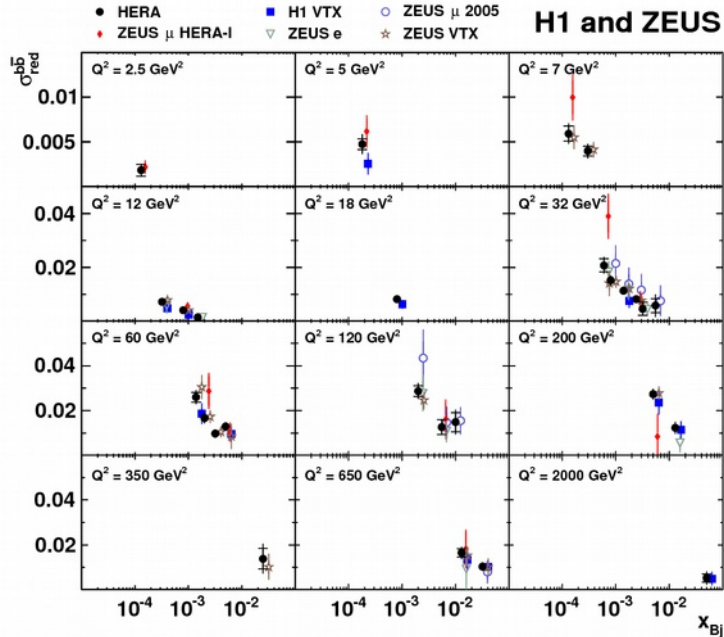 HERA H1 VTX ZEUS μ 2005 H1 and ZEUS
ZEUS μ HERA-I ZEUS e ZEUS VTX
σ_red^bb̄
Q² = 2.5 GeV² Q² = 5 GeV² Q² = 7 GeV²
0.01
0.005
Q² = 12 GeV² Q² = 18 GeV² Q² = 32 GeV²
0.04
0.02
Q² = 60 GeV² Q² = 120 GeV² Q² = 200 GeV²
0.04
0.02
Q² = 350 GeV² Q² = 650 GeV² Q² = 2000 GeV²
0.04
0.02
10⁻⁴ 10⁻³ 10⁻² 10⁻⁴ 10⁻³ 10⁻² 10⁻⁴ 10⁻³ 10⁻²
x_Bj